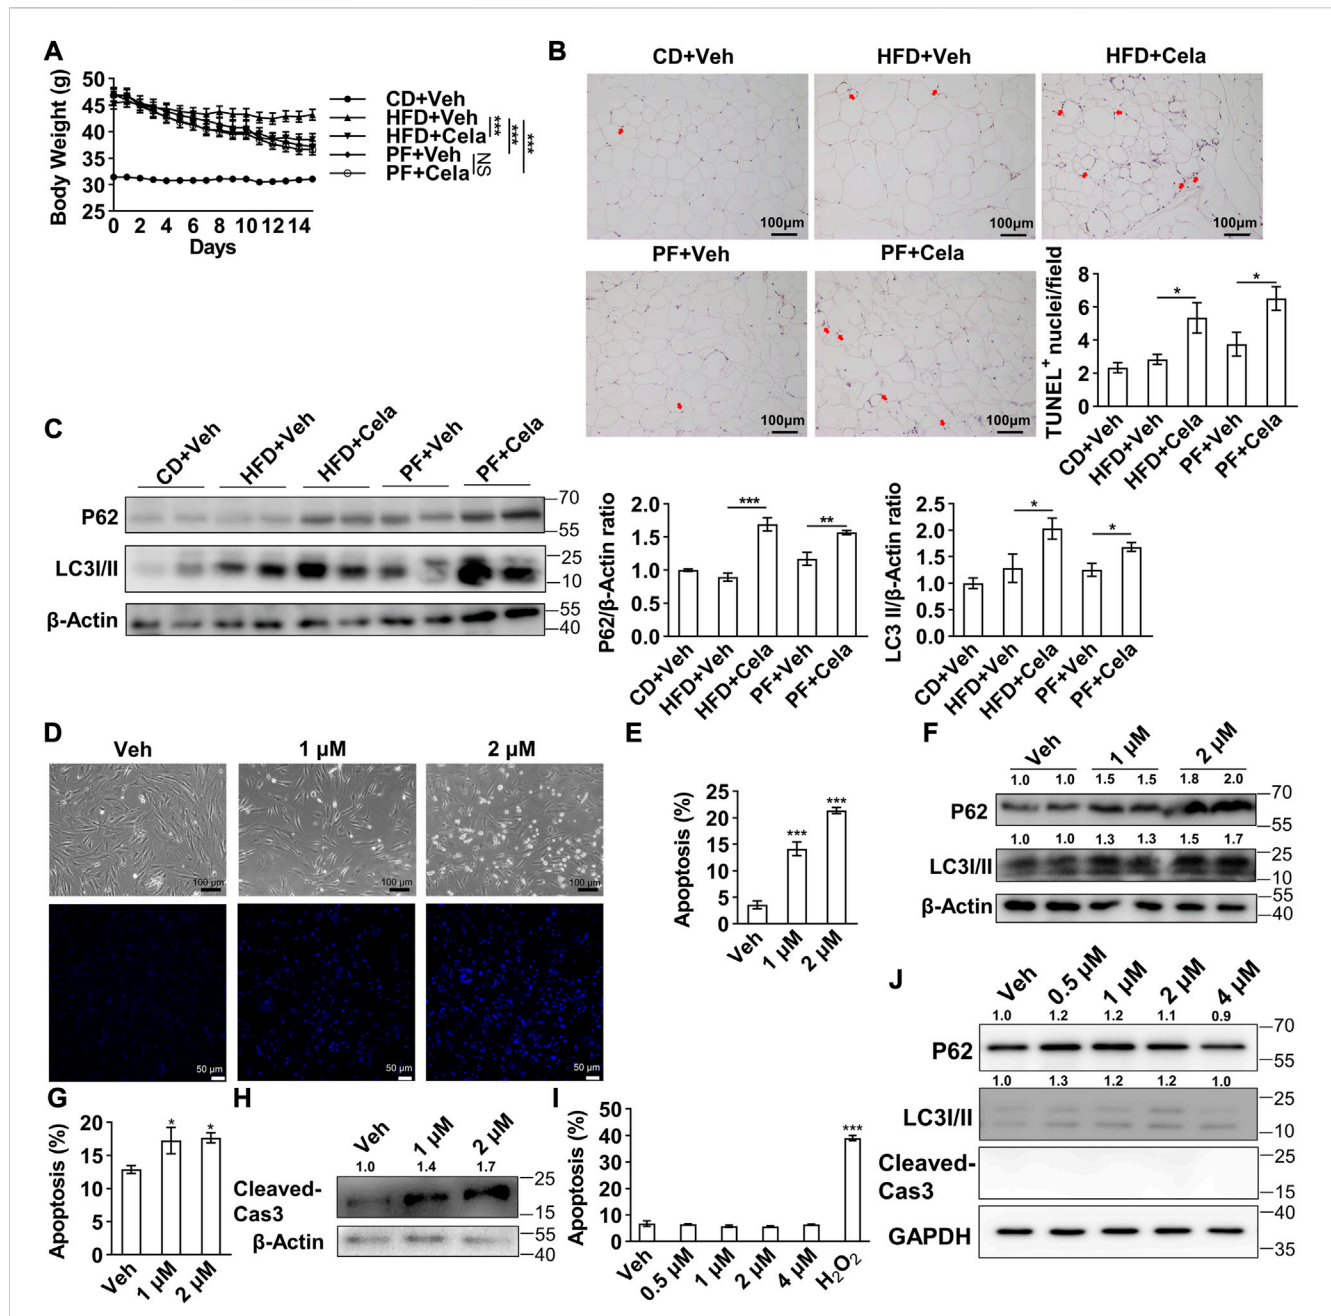 A
Body Weight (g)
50
45
40
35
30
25
0 2 4 6 8 10 12 14
Days
CD+Veh
HFD+Veh
HFD+Cela
PF+Veh
PF+Cela
***
***
***
NS
B
CD+Veh HFD+Veh HFD+Cela
100μm 100μm 100μm
PF+Veh PF+Cela
100μm 100μm
TUNEL+ nuclei/field
8
6
4
2
0
* *
CD+Veh HFD+Veh HFD+Cela PF+Veh PF+Cela
C
CD+Veh HFD+Veh HFD+Cela PF+Veh PF+Cela
P62 70 55
LC3I/II 25 10
β-Actin 55 40
P62/β-Actin ratio
2.0
1.5
1.0
0.5
0.0
*** **
CD+Veh HFD+Veh HFD+Cela PF+Veh PF+Cela
LC3 II/β-Actin ratio
2.5
2.0
1.5
1.0
0.5
0.0
* *
CD+Veh HFD+Veh HFD+Cela PF+Veh PF+Cela
D
Veh 1 μM 2 μM
100 μm 100 μm 100 μm
50 μm 50 μm 50 μm
E
Apoptosis (%)
25
20
15
10
5
0
*** ***
Veh 1 μM 2 μM
F
Veh 1 μM 2 μM
1.0 1.0 1.5 1.5 1.8 2.0
P62 70 55
1.0 1.0 1.3 1.3 1.5 1.7
LC3I/II 25 10
β-Actin 55 40
G
Apoptosis (%)
20
15
10
5
0
* *
Veh 1 μM 2 μM
H
Veh 1 μM 2 μM
1.0 1.4 1.7
Cleaved-
Cas3
25 15
β-Actin 55 40
I
Apoptosis (%)
50
40
30
20
10
0
***
Veh 0.5 μM 1 μM 2 μM 4 μM H₂O₂
J
Veh 0.5 μM 1 μM 2 μM 4 μM
1.0 1.2 1.2 1.1 0.9
P62 70 55
1.0 1.3 1.2 1.2 1.0
LC3I/II 25 10
Cleaved-
Cas3
25 15
GAPDH 40 35